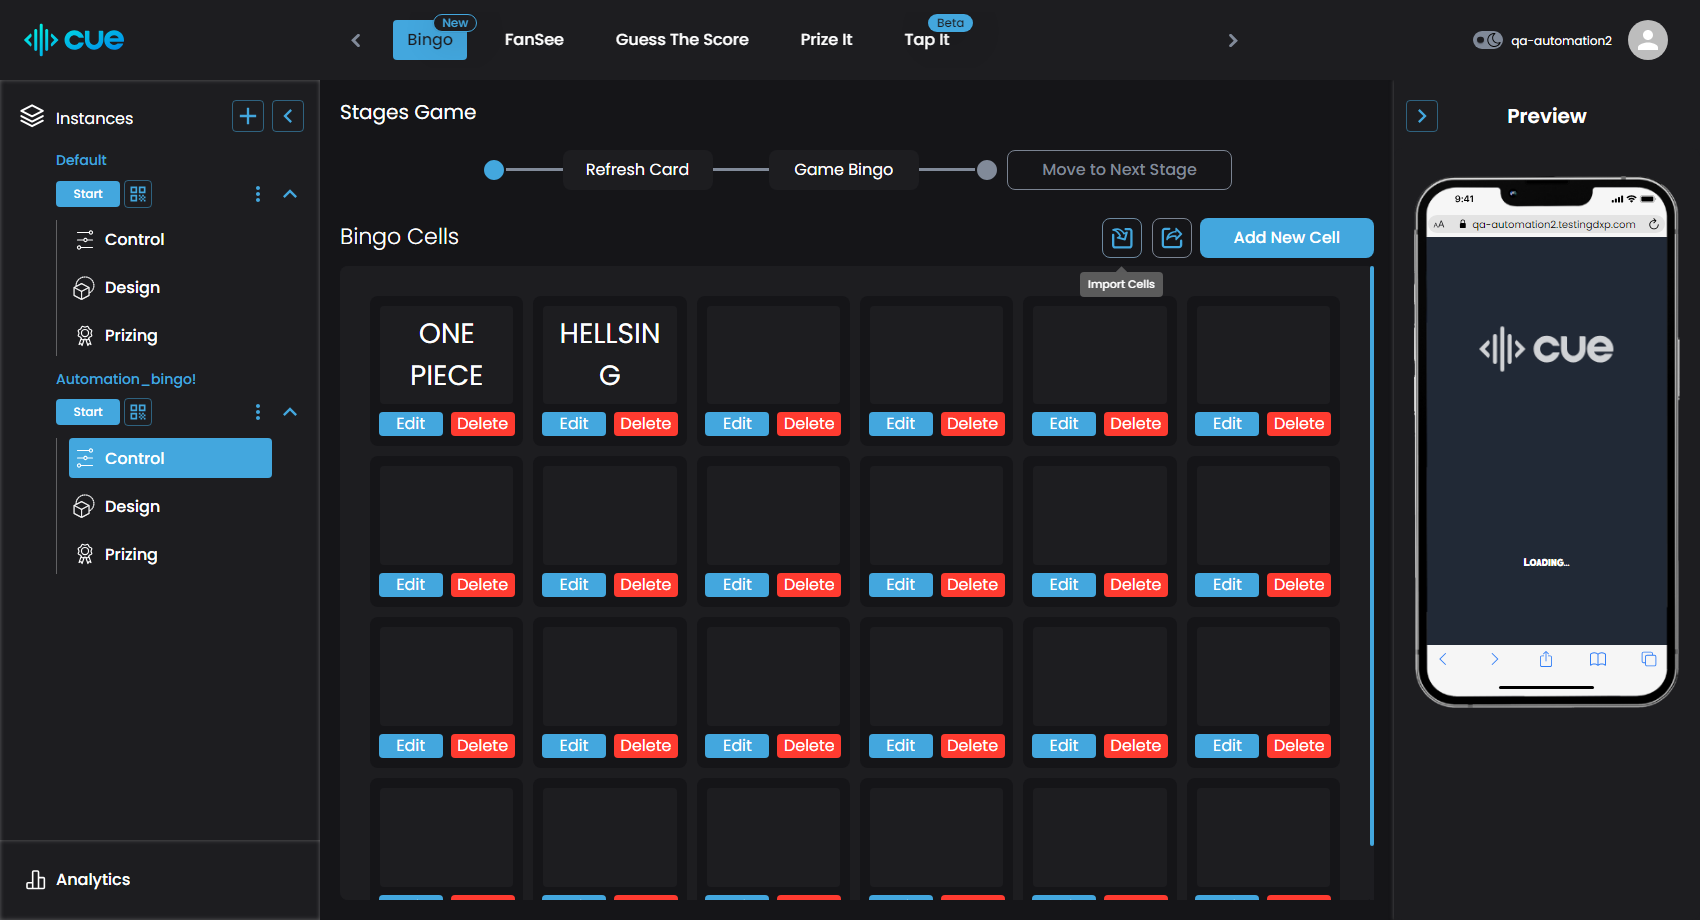 cue
Bingo
New
FanSee
Guess The Score
Prize It
Tap It
Beta
qa-automation2
Instances
Default
Start
Control
Design
Prizing
Automation_bingo!
Start
Control
Design
Prizing
Analytics
Stages Game
Refresh Card
Game Bingo
Move to Next Stage
Bingo Cells
Add New Cell
Import Cells
ONE
PIECE
HELLSIN
G
Edit Delete Edit Delete Edit Delete Edit Delete Edit Delete Edit Delete
Edit Delete Edit Delete Edit Delete Edit Delete Edit Delete Edit Delete
Edit Delete Edit Delete Edit Delete Edit Delete Edit Delete Edit Delete
Preview
9:41
AA qa-automation2.testingdxp.com
cue
LOADING...